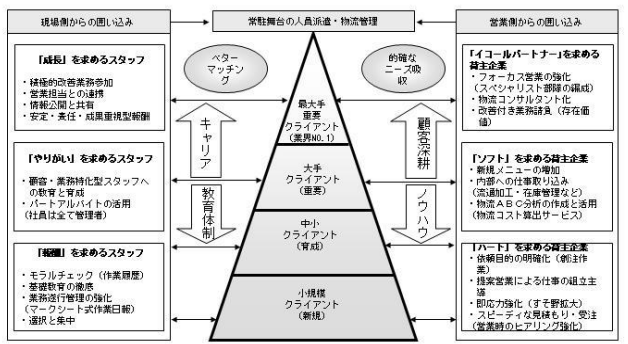 現場側からの囲い込み
常駐舞台の人員派遣・物流管理
営業側からの囲い込み
「成長」を求めるスタッフ
・積極的改善業務参加
・営業担当との連携
・情報公開と共有
・安定・責任・成果重視型報酬
「やりがい」を求めるスタッフ
・顧客・業務特化型スタッフへ
の教育と育成
・パートアルバイトの活用
(社員は全て管理者)
「報酬」を求めるスタッフ
・モラルチェック(作業履歴)
・基礎教育の徹底
・業務遂行管理の強化
(マークシート式作業日報)
・選択と集中
ベター
マッチング
キャリア
教育体制
最大手
重要
クライアント
(業界NO.1)
大手
クライアント
(重要)
中小
クライアント
(育成)
小規模
クライアント
(新規)
的確な
ニーズ吸
収
顧客深耕
ノウハウ
「イコールパートナー」を求める
荷主企業
・フォーカス営業の強化
(スペシャリスト部隊の編成)
・物流コンサルタント化
・改善付き業務請負(存在価
値)
「ソフト」を求める荷主企業
・新規メニューの増加
・内部への仕事取り込み
(流通加工・在庫管理など)
・物流ABC分析の作成と活用
(物流コスト算出サービス)
「ハート」を求める荷主企業
・依頼目的の明確化(創注作
業)
・提案営業による仕事の組立主
議
・即応力強化(すそ野拡大)
・スピーディな見積もり・受注
(営業時のヒアリング強化)